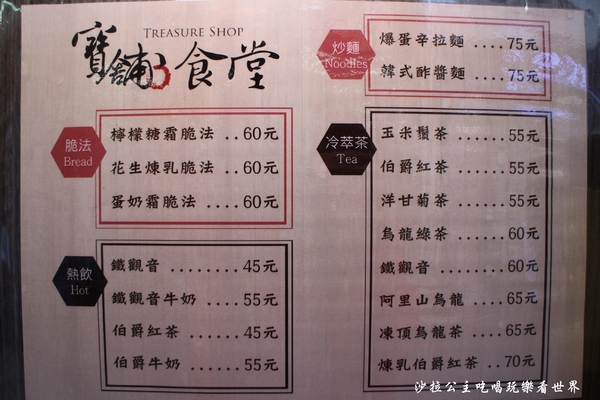 TREASURE SHOP
寶舖食堂
脆法
Bread
檸檬糖霜脆法 ..60元
花生煉乳脆法 ..60元
蛋奶霜脆法 ......60元
熱飲
Hot
鐵觀音 ........45元
鐵觀音牛奶 ....55元
伯爵紅茶 ......45元
伯爵牛奶 ......55元
炒麵
Noodles
爆蛋辛拉麵 ....75元
韓式酢醬麵 ....75元
冷萃茶
Tea
玉米鬚茶 ......55元
伯爵紅茶 ......55元
洋甘菊茶 ......55元
烏龍綠茶 ......60元
鐵觀音 ........60元
阿里山烏龍 ....65元
凍頂烏龍茶 ....65元
煉乳伯爵紅茶 ..70元
沙拉公主吃喝玩樂看世界